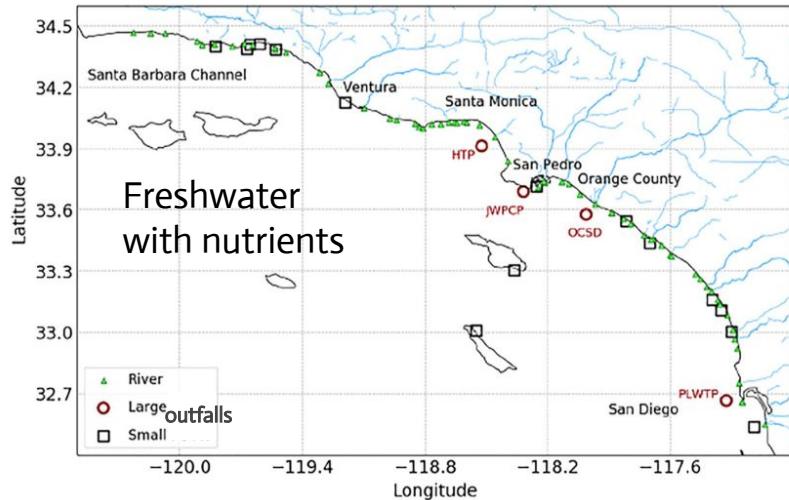 34.5
34.2
33.9
33.6
33.3
33.0
32.7
Latitude
Santa Barbara Channel
Ventura
Santa Monica
HTP
San Pedro
Orange County
JWPCP
OCSD
Freshwater
with nutrients
PLWTP
San Diego
River
Large outfalls
Small
−120.0 −119.4 −118.8 −118.2 −117.6
Longitude